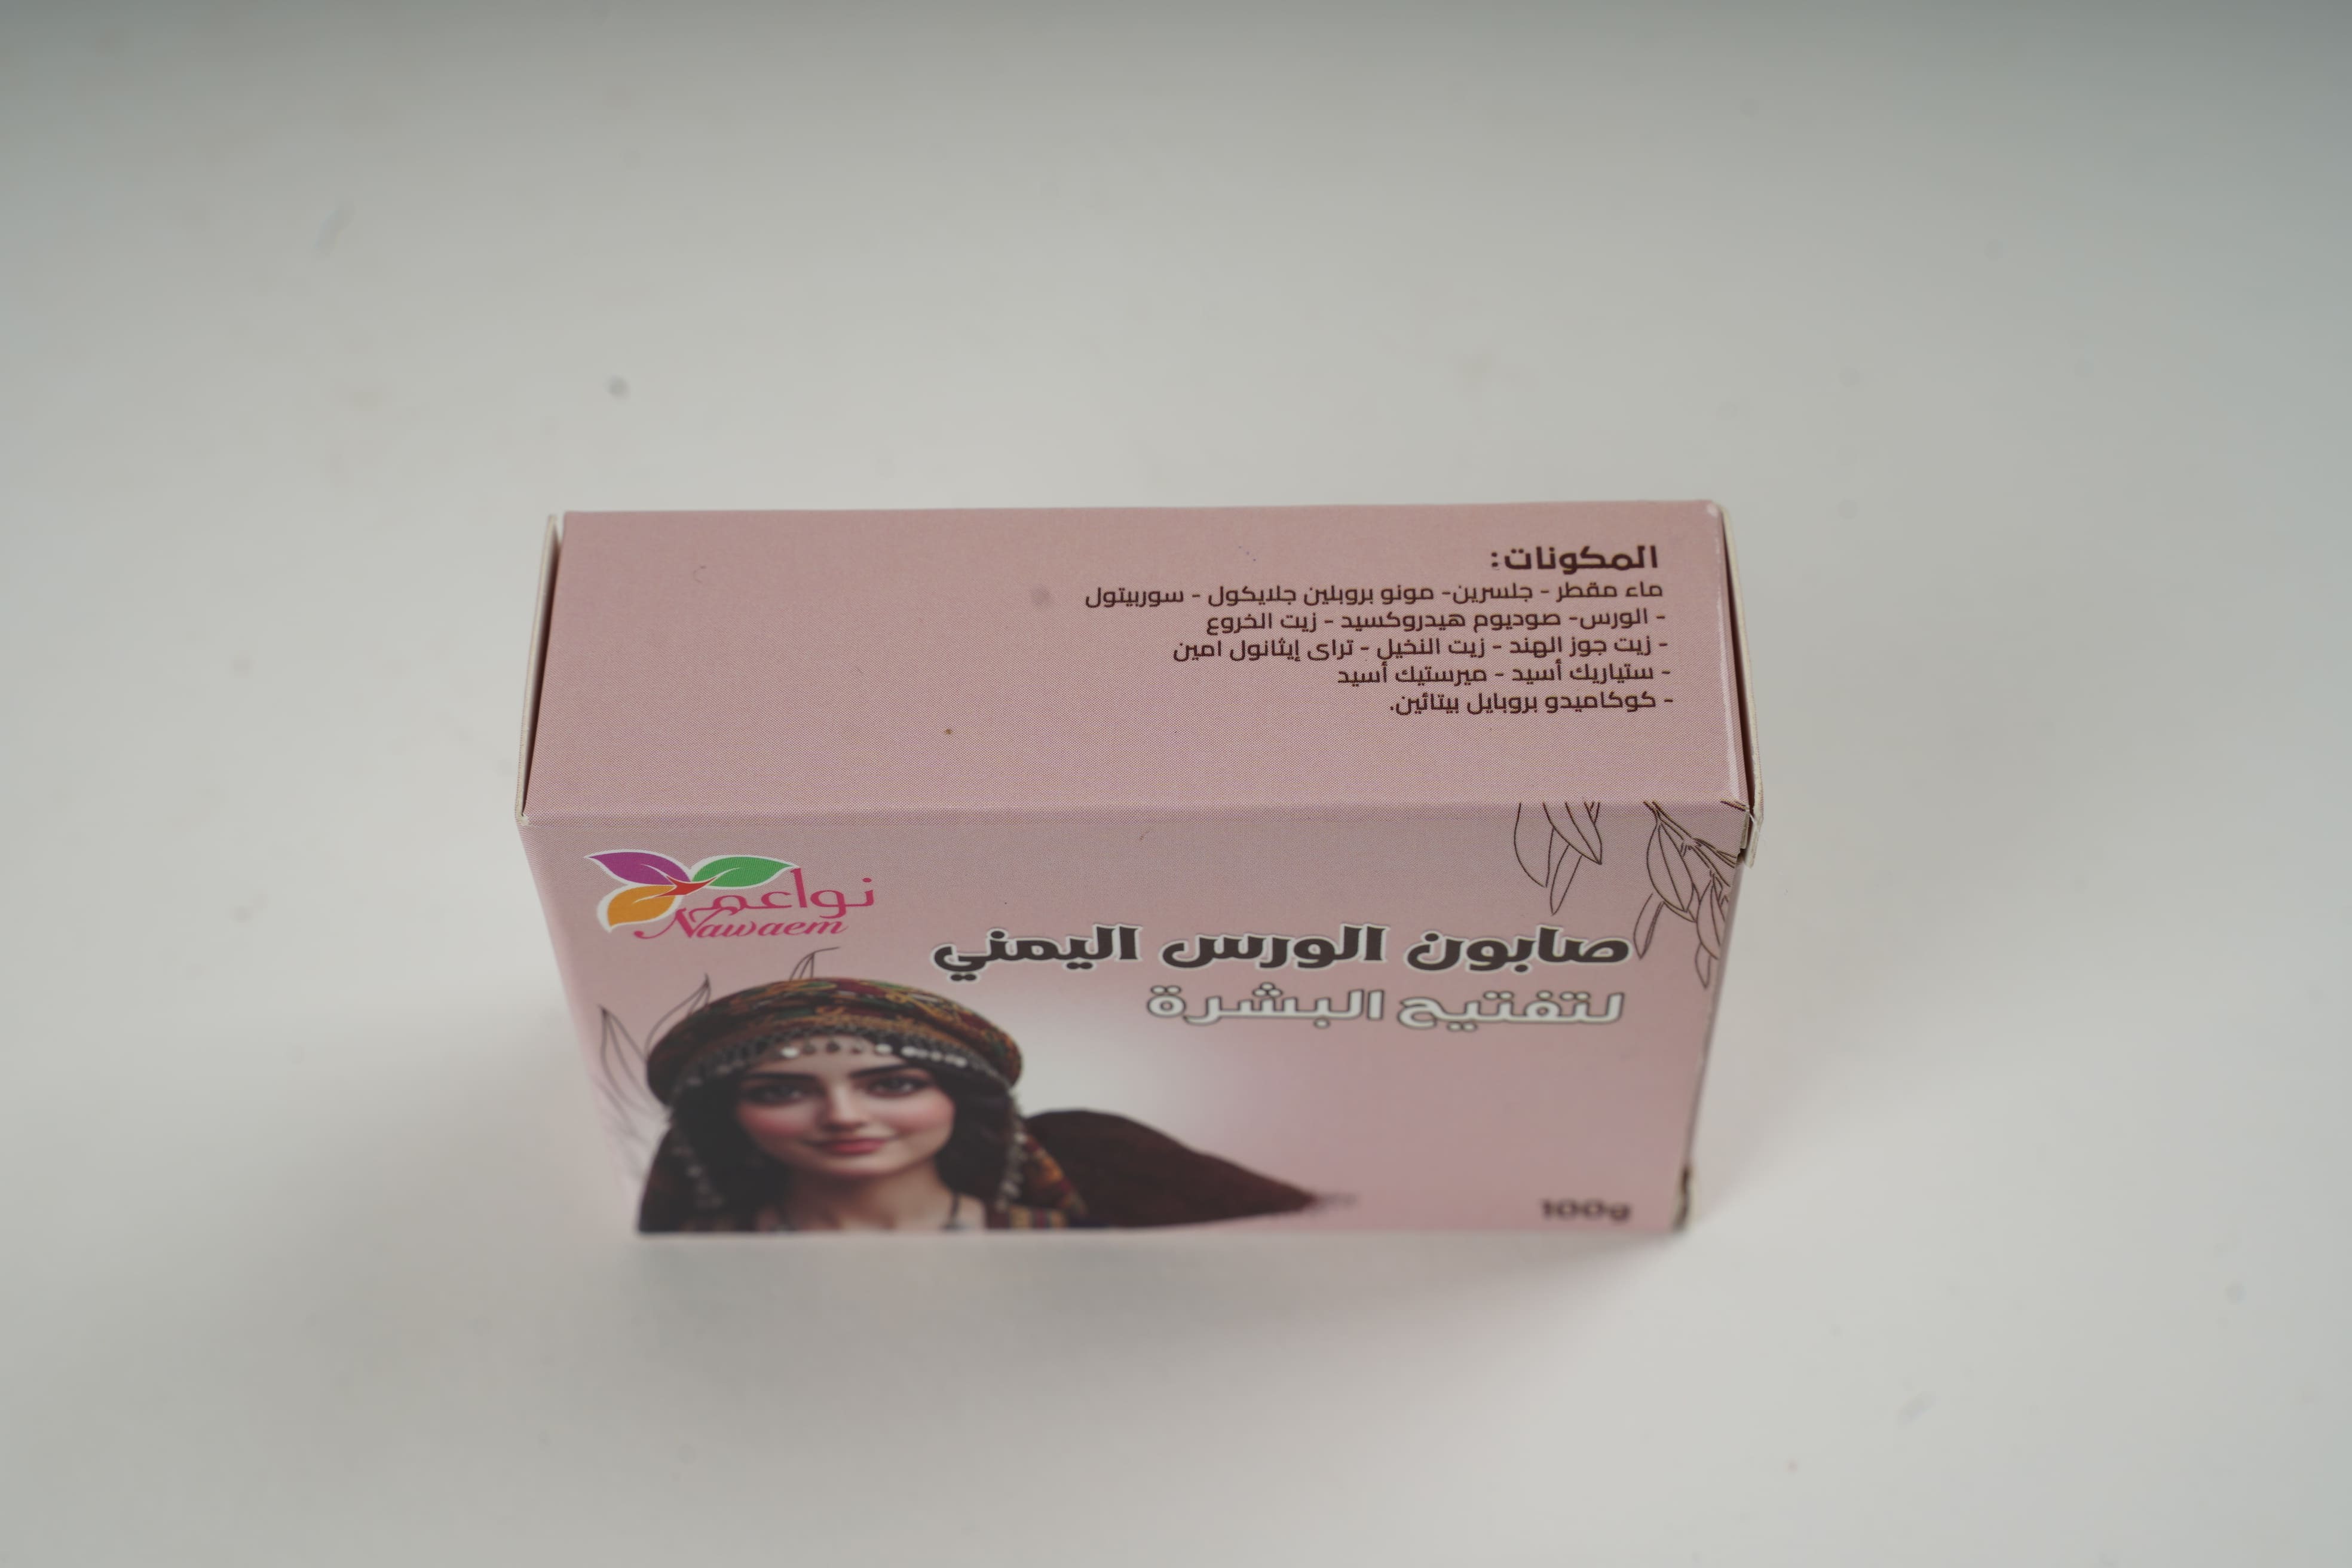 المكونات:
ماء مقطر - جلسرين- مونو بروبلين جلايكول - سوربيتول
- الورس- صوديوم هيدروكسيد - زيت الخروع
- زيت جوز الهند - زيت النخيل - تراى إيثانول امين
- ستياريك أسيد - ميرستيك أسيد
- كوكاميدو بروبايل بيتائين.
نواعم
Nawaem
صابون الورس اليمني
لتفتيح البشرة
100g